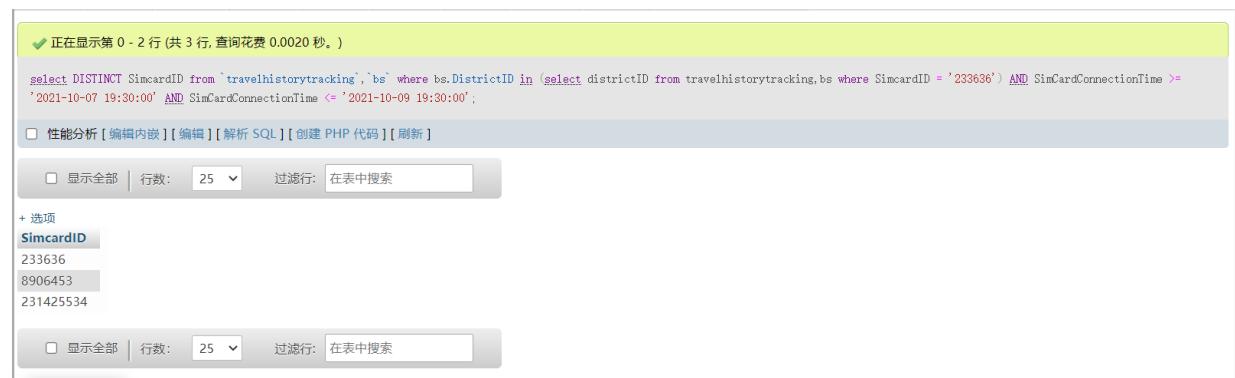 正在显示第 0 - 2 行 (共 3 行, 查询花费 0.0020 秒。)
select DISTINCT SimcardID from `travelhistorytracking`,`bs` where bs.DistrictID in (select districtID from travelhistorytracking,bs where SimcardID = '233636') AND SimCardConnectionTime >=
'2021-10-07 19:30:00' AND SimCardConnectionTime <= '2021-10-09 19:30:00';
性能分析 [ 编辑内嵌 ] [ 编辑 ] [ 解析 SQL ] [ 创建 PHP 代码 ] [ 刷新 ]
显示全部 | 行数: 25 过滤行: 在表中搜索
+ 选项
SimcardID
233636
8906453
231425534
显示全部 | 行数: 25 过滤行: 在表中搜索